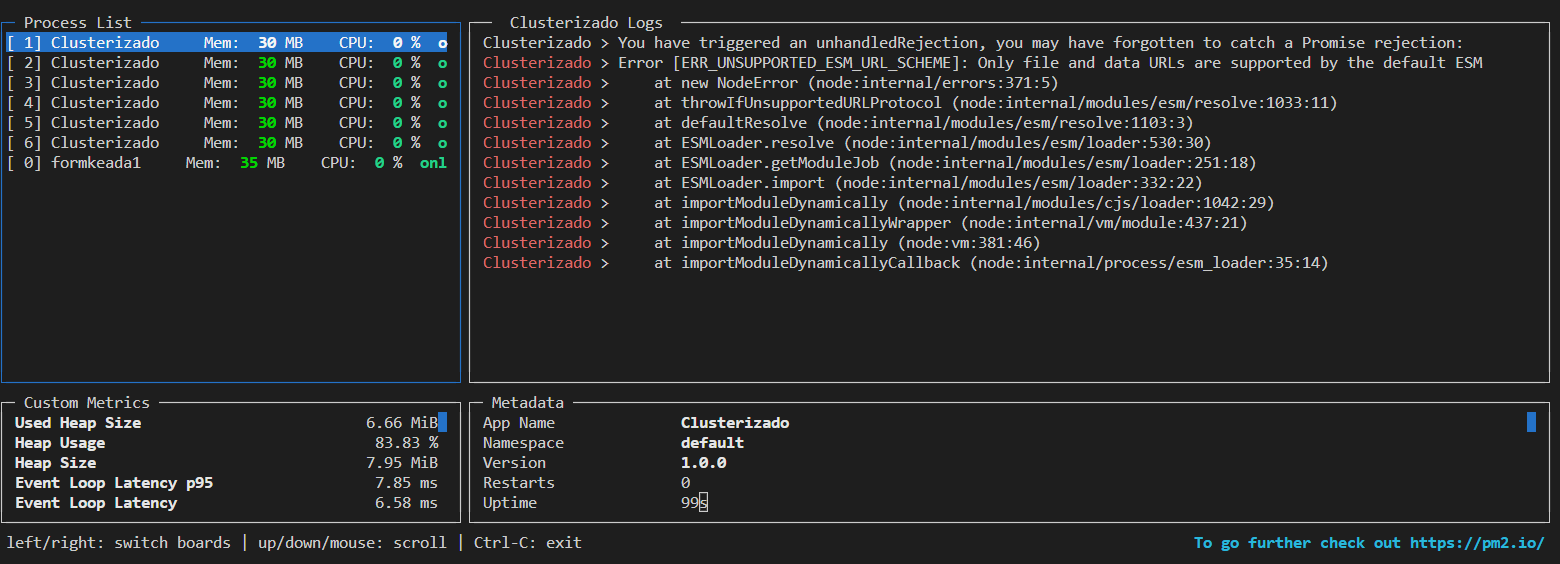 Process List
[ 1] Clusterizado Mem: 30 MB CPU: 0 % o
[ 2] Clusterizado Mem: 30 MB CPU: 0 % o
[ 3] Clusterizado Mem: 30 MB CPU: 0 % o
[ 4] Clusterizado Mem: 30 MB CPU: 0 % o
[ 5] Clusterizado Mem: 30 MB CPU: 0 % o
[ 6] Clusterizado Mem: 30 MB CPU: 0 % o
[ 0] formkeada1 Mem: 35 MB CPU: 0 % onl
Clusterizado Logs
Clusterizado > You have triggered an unhandledRejection, you may have forgotten to catch a Promise rejection:
Clusterizado > Error [ERR_UNSUPPORTED_ESM_URL_SCHEME]: Only file and data URLs are supported by the default ESM
Clusterizado > at new NodeError (node:internal/errors:371:5)
Clusterizado > at throwIfUnsupportedURLProtocol (node:internal/modules/esm/resolve:1033:11)
Clusterizado > at defaultResolve (node:internal/modules/esm/resolve:1103:3)
Clusterizado > at ESMLoader.resolve (node:internal/modules/esm/loader:530:30)
Clusterizado > at ESMLoader.getModuleJob (node:internal/modules/esm/loader:251:18)
Clusterizado > at ESMLoader.import (node:internal/modules/esm/loader:332:22)
Clusterizado > at importModuleDynamically (node:internal/modules/cjs/loader:1042:29)
Clusterizado > at importModuleDynamicallyWrapper (node:internal/vm/module:437:21)
Clusterizado > at importModuleDynamically (node:vm:381:46)
Clusterizado > at importModuleDynamicallyCallback (node:internal/process/esm_loader:35:14)
Custom Metrics
Used Heap Size 6.66 MiB
Heap Usage 83.83 %
Heap Size 7.95 MiB
Event Loop Latency p95 7.85 ms
Event Loop Latency 6.58 ms
Metadata
App Name Clusterizado
Namespace default
Version 1.0.0
Restarts 0
Uptime 99s
left/right: switch boards | up/down/mouse: scroll | Ctrl-C: exit
To go further check out https://pm2.io/